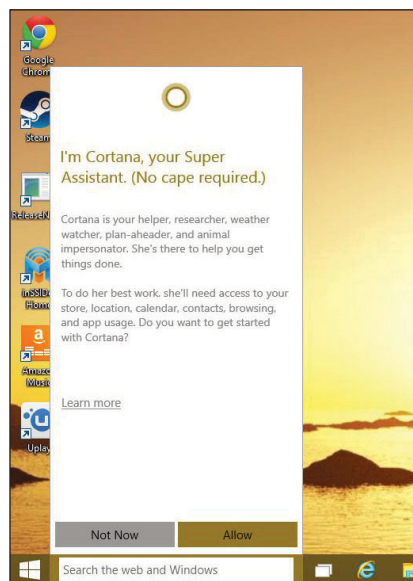 Google
Chrom
Steam
I'm Cortana, your Super
Assistant. (No cape required.)
ReleaseN
Cortana is your helper, researcher, weather
watcher, plan-aheader, and animal
impersonator. She's there to help you get
things done.
inSSIDe
Home
To do her best work, she'll need access to your
store, location, calendar, contacts, browsing,
and app usage. Do you want to get started
with Cortana?
Amazo
Music
Learn more
Uplay
Not Now
Allow
Search the web and Windows